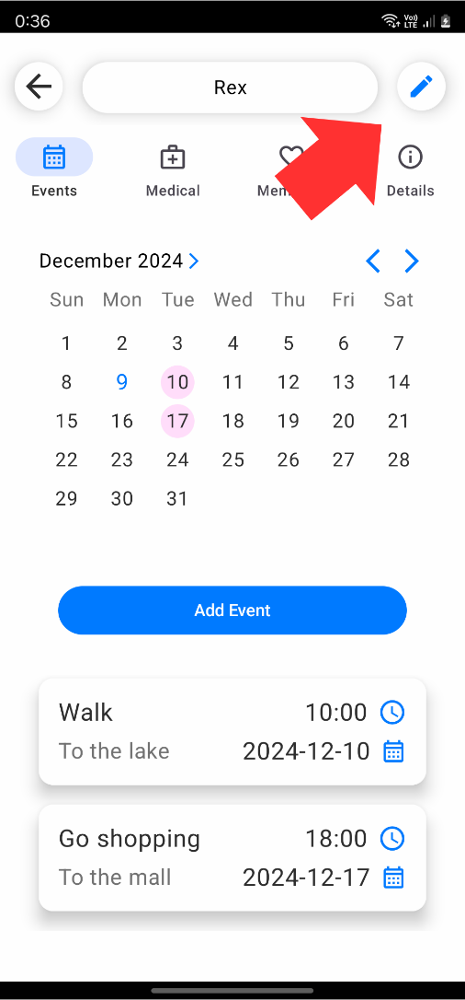 0:36
Vo)) LTE
Rex
Events Medical Details
December 2024
Sun Mon Tue Wed Thu Fri Sat
1 2 3 4 5 6 7
8 9 10 11 12 13 14
15 16 17 18 19 20 21
22 23 24 25 26 27 28
29 30 31
Add Event
Walk 10:00
To the lake 2024-12-10
Go shopping 18:00
To the mall 2024-12-17